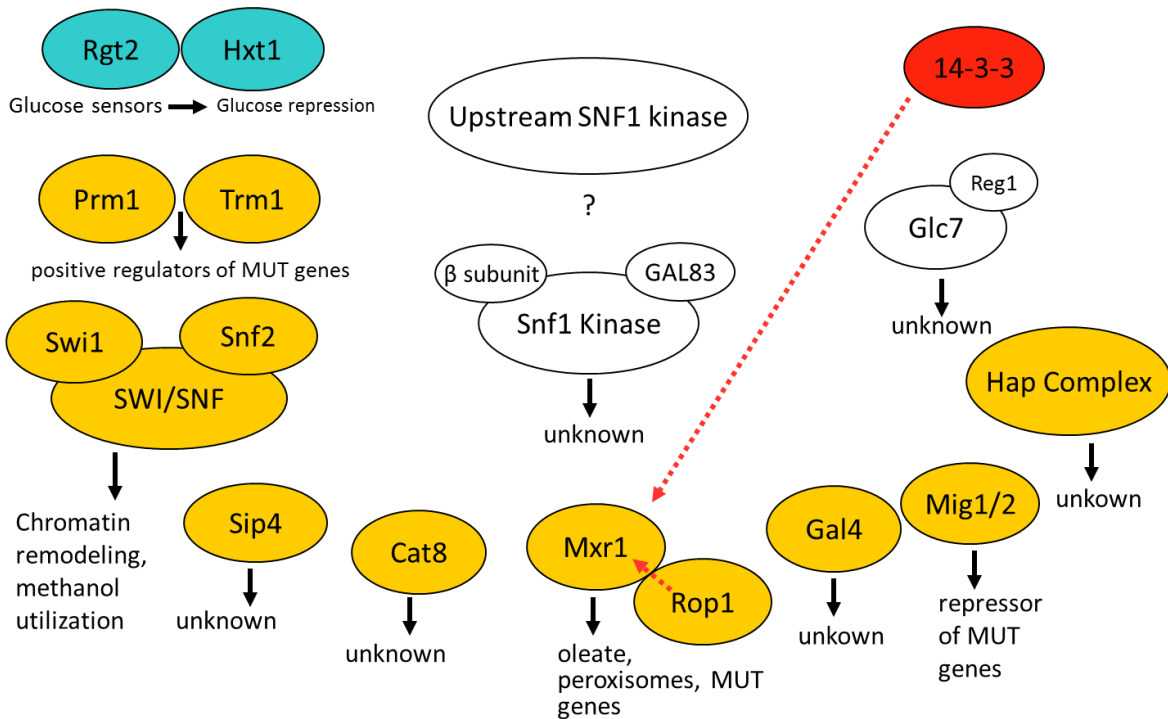 Rgt2
Hxt1
Glucose sensors
Glucose repression
14-3-3
Upstream SNF1 kinase
?
Prm1
Trm1
positive regulators of MUT genes
Reg1
Glc7
unknown
β subunit
GAL83
Snf1 Kinase
unknown
Swi1
Snf2
SWI/SNF
Chromatin
remodeling,
methanol
utilization
Hap Complex
unkown
Sip4
unknown
Cat8
unknown
Mxr1
Rop1
oleate,
peroxisomes, MUT
genes
Gal4
unkown
Mig1/2
repressor
of MUT
genes